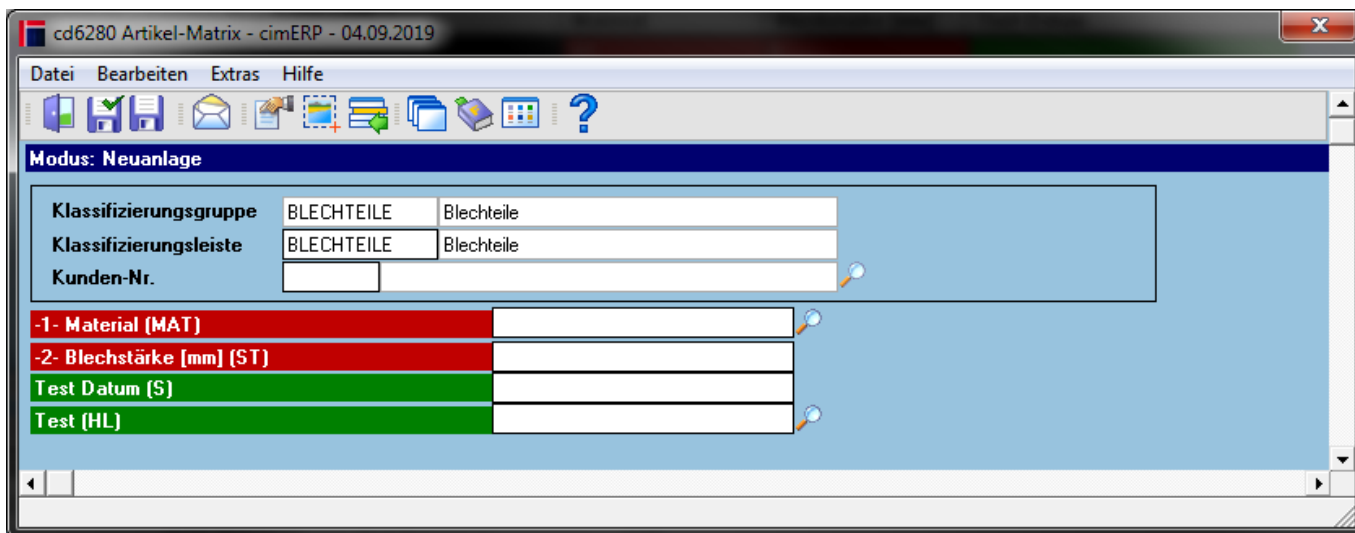 cd6280 Artikel-Matrix - cimERP - 04.09.2019
Datei Bearbeiten Extras Hilfe
Modus: Neuanlage
Klassifizierungsgruppe BLECHTEILE Blechteile
Klassifizierungsleiste BLECHTEILE Blechteile
Kunden-Nr.
-1- Material (MAT)
-2- Blechstärke [mm] (ST)
Test Datum (S)
Test (HL)